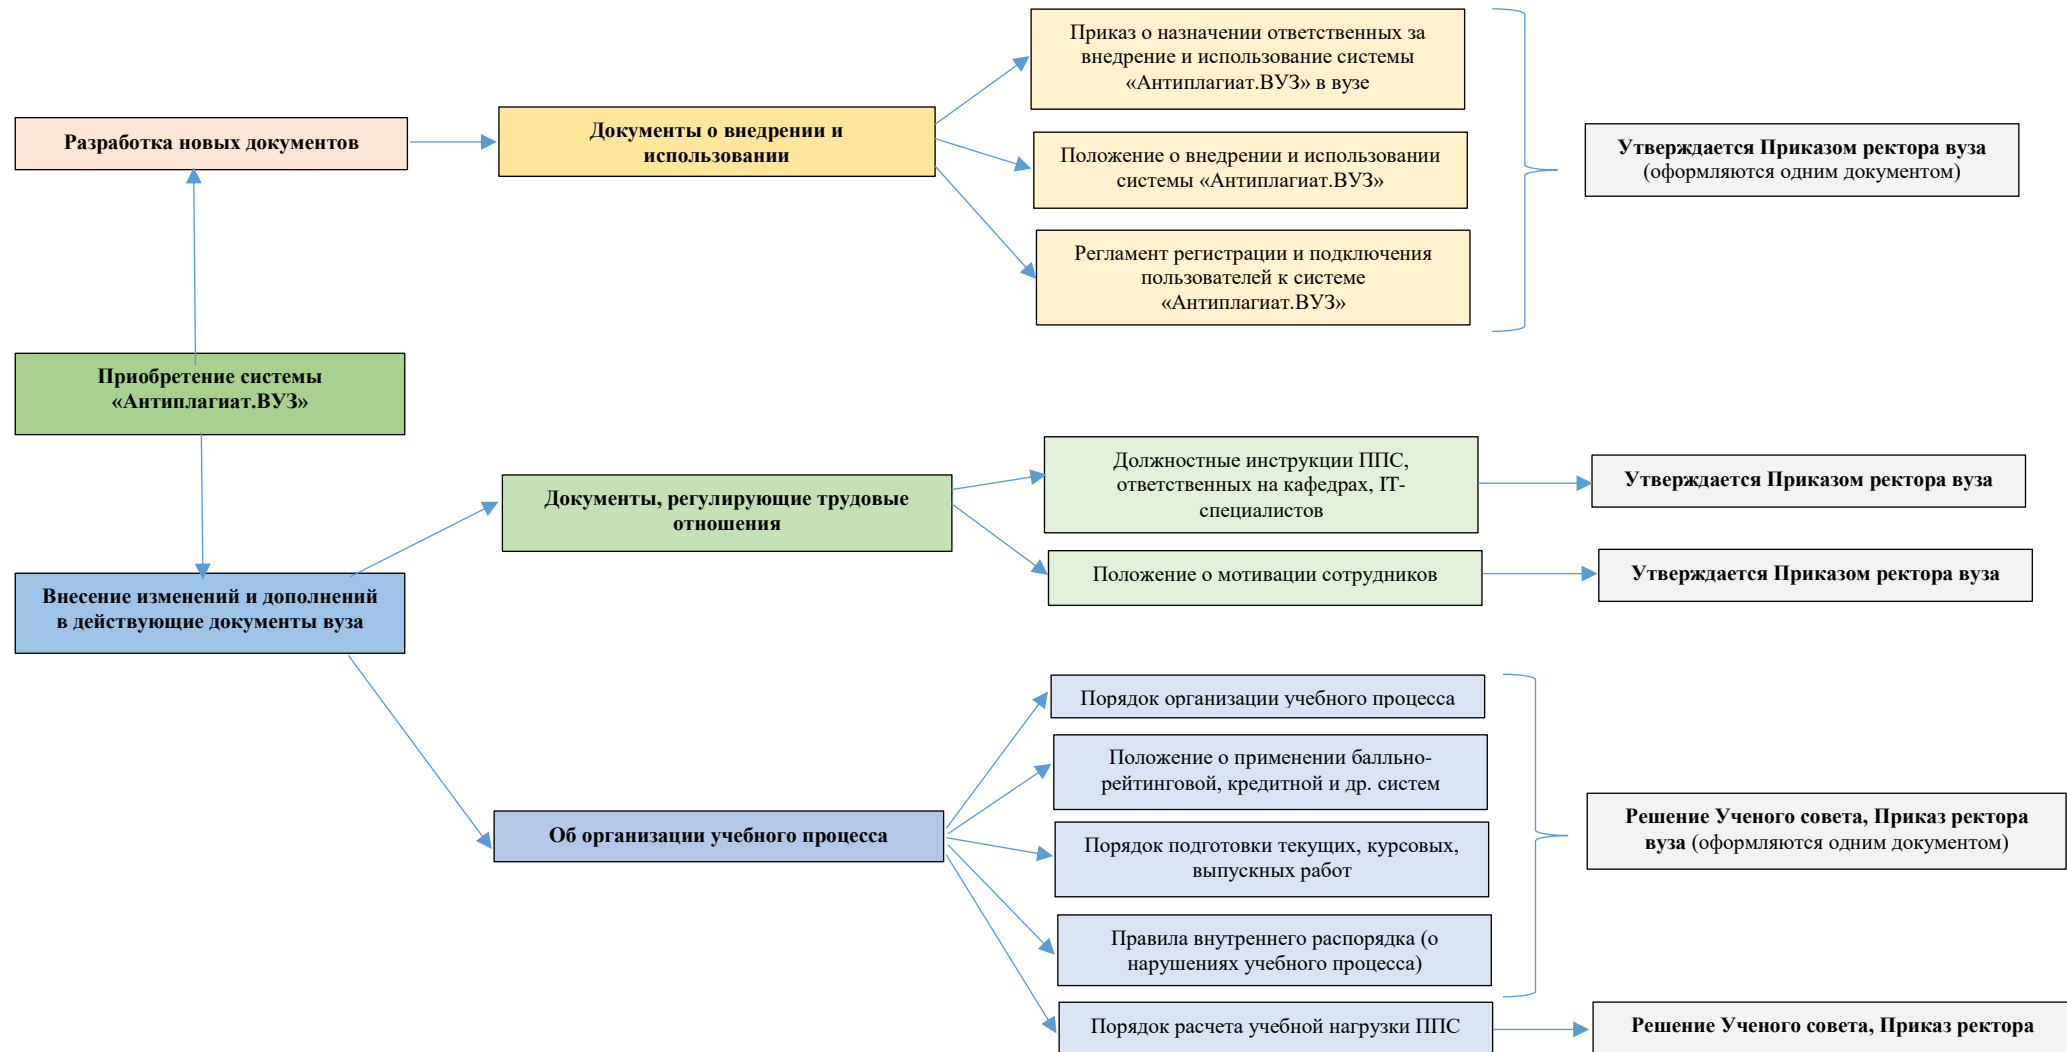 Приказ о назначении ответственных за
внедрение и использование системы
«Антиплагиат.ВУЗ» в вузе
Разработка новых документов
Документы о внедрении и
использовании
Положение о внедрении и использовании
системы «Антиплагиат.ВУЗ»
Утверждается Приказом ректора вуза
(оформляются одним документом)
Регламент регистрации и подключения
пользователей к системе
«Антиплагиат.ВУЗ»
Приобретение системы
«Антиплагиат.ВУЗ»
Документы, регулирующие трудовые
отношения
Должностные инструкции ППС,
ответственных на кафедрах, IT-
специалистов
Утверждается Приказом ректора вуза
Внесение изменений и дополнений
в действующие документы вуза
Положение о мотивации сотрудников
Утверждается Приказом ректора вуза
Порядок организации учебного процесса
Положение о применении балльно-
рейтинговой, кредитной и др. систем
Об организации учебного процесса
Порядок подготовки текущих, курсовых,
выпускных работ
Решение Ученого совета, Приказ ректора
вуза (оформляются одним документом)
Правила внутреннего распорядка (о
нарушениях учебного процесса)
Порядок расчета учебной нагрузки ППС
Решение Ученого совета, Приказ ректора